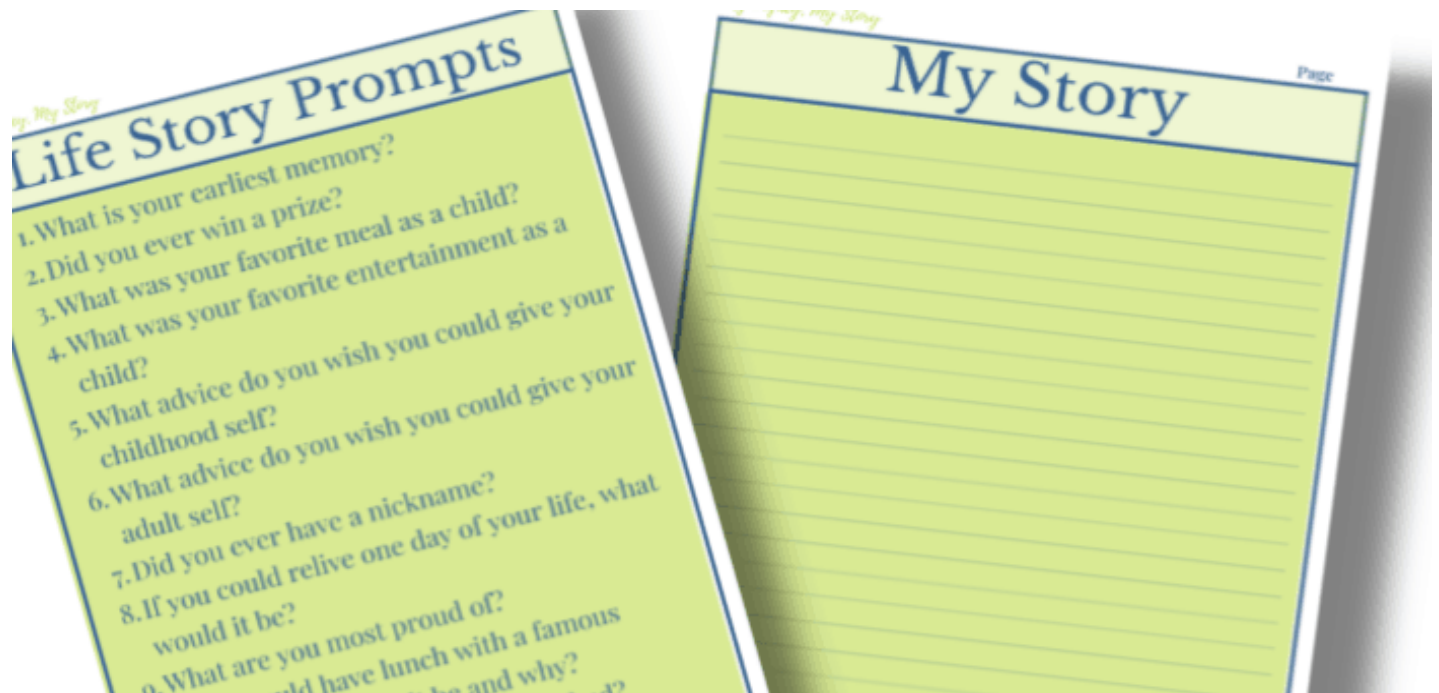 My Story
Life Story Prompts
1. What is your earliest memory?
2. Did you ever win a prize?
3. What was your favorite meal as a child?
4. What was your favorite entertainment as a
child?
5. What advice do you wish you could give your
childhood self?
6. What advice do you wish you could give your
adult self?
7. Did you ever have a nickname?
8. If you could relive one day of your life, what
would it be?
9. What are you most proud of?
have lunch with a famous
and why?
My Story
Page
My Story